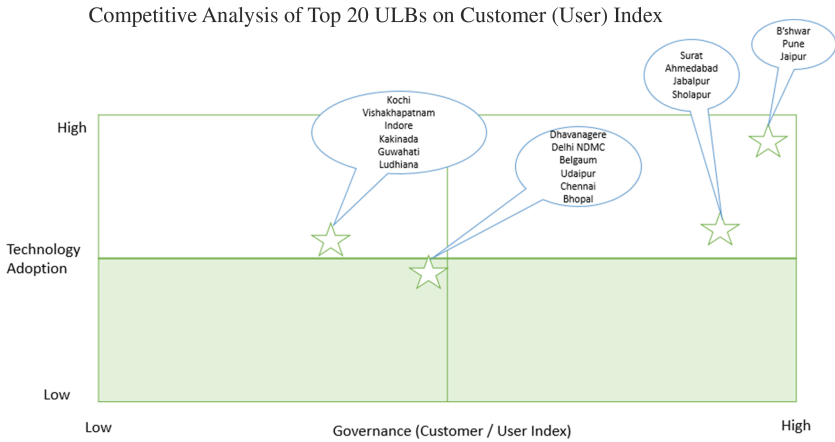 Competitive Analysis of Top 20 ULBs on Customer (User) Index
B'shwar
Pune
Jaipur
Surat
Ahmedabad
Jabalpur
Sholapur
Kochi
Vishakhapatnam
Indore
Kakinada
Guwahati
Ludhiana
Dhavanagere
Delhi NDMC
Belgaum
Udaipur
Chennai
Bhopal
High
Technology
Adoption
Low
Low
Governance (Customer / User Index)
High